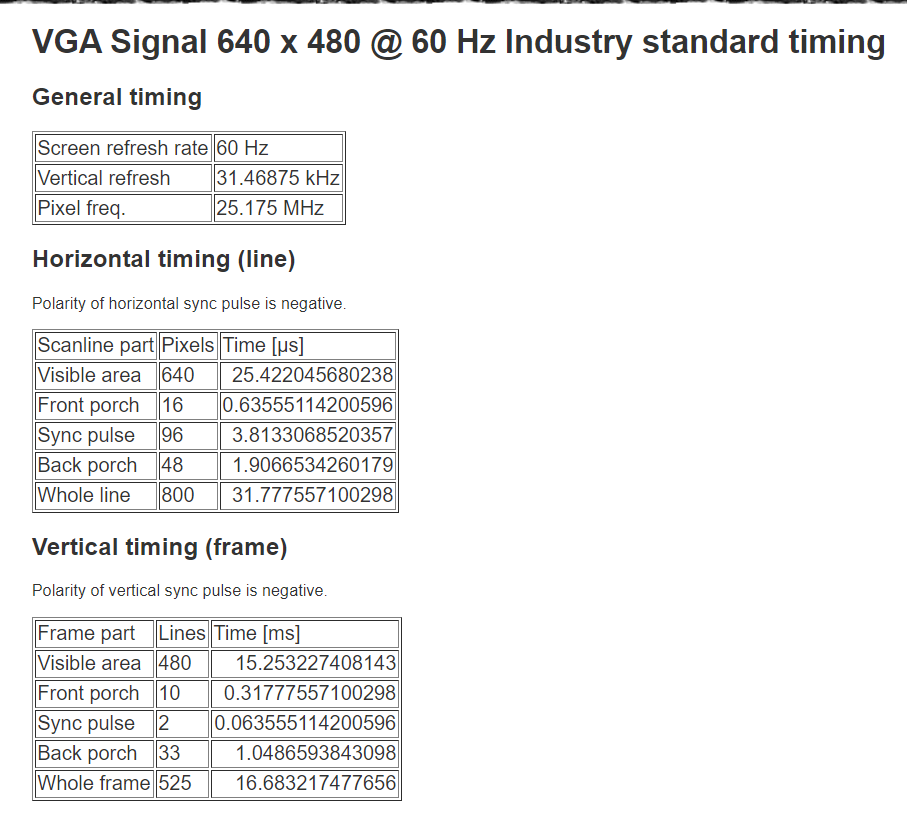 VGA Signal 640 x 480 @ 60 Hz Industry standard timing
General timing
Screen refresh rate 60 Hz
Vertical refresh 31.46875 kHz
Pixel freq. 25.175 MHz
Horizontal timing (line)
Polarity of horizontal sync pulse is negative.
Scanline part Pixels Time [µs]
Visible area 640 25.422045680238
Front porch 16 0.63555114200596
Sync pulse 96 3.8133068520357
Back porch 48 1.9066534260179
Whole line 800 31.777557100298
Vertical timing (frame)
Polarity of vertical sync pulse is negative.
Frame part Lines Time [ms]
Visible area 480 15.253227408143
Front porch 10 0.31777557100298
Sync pulse 2 0.063555114200596
Back porch 33 1.0486593843098
Whole frame 525 16.683217477656